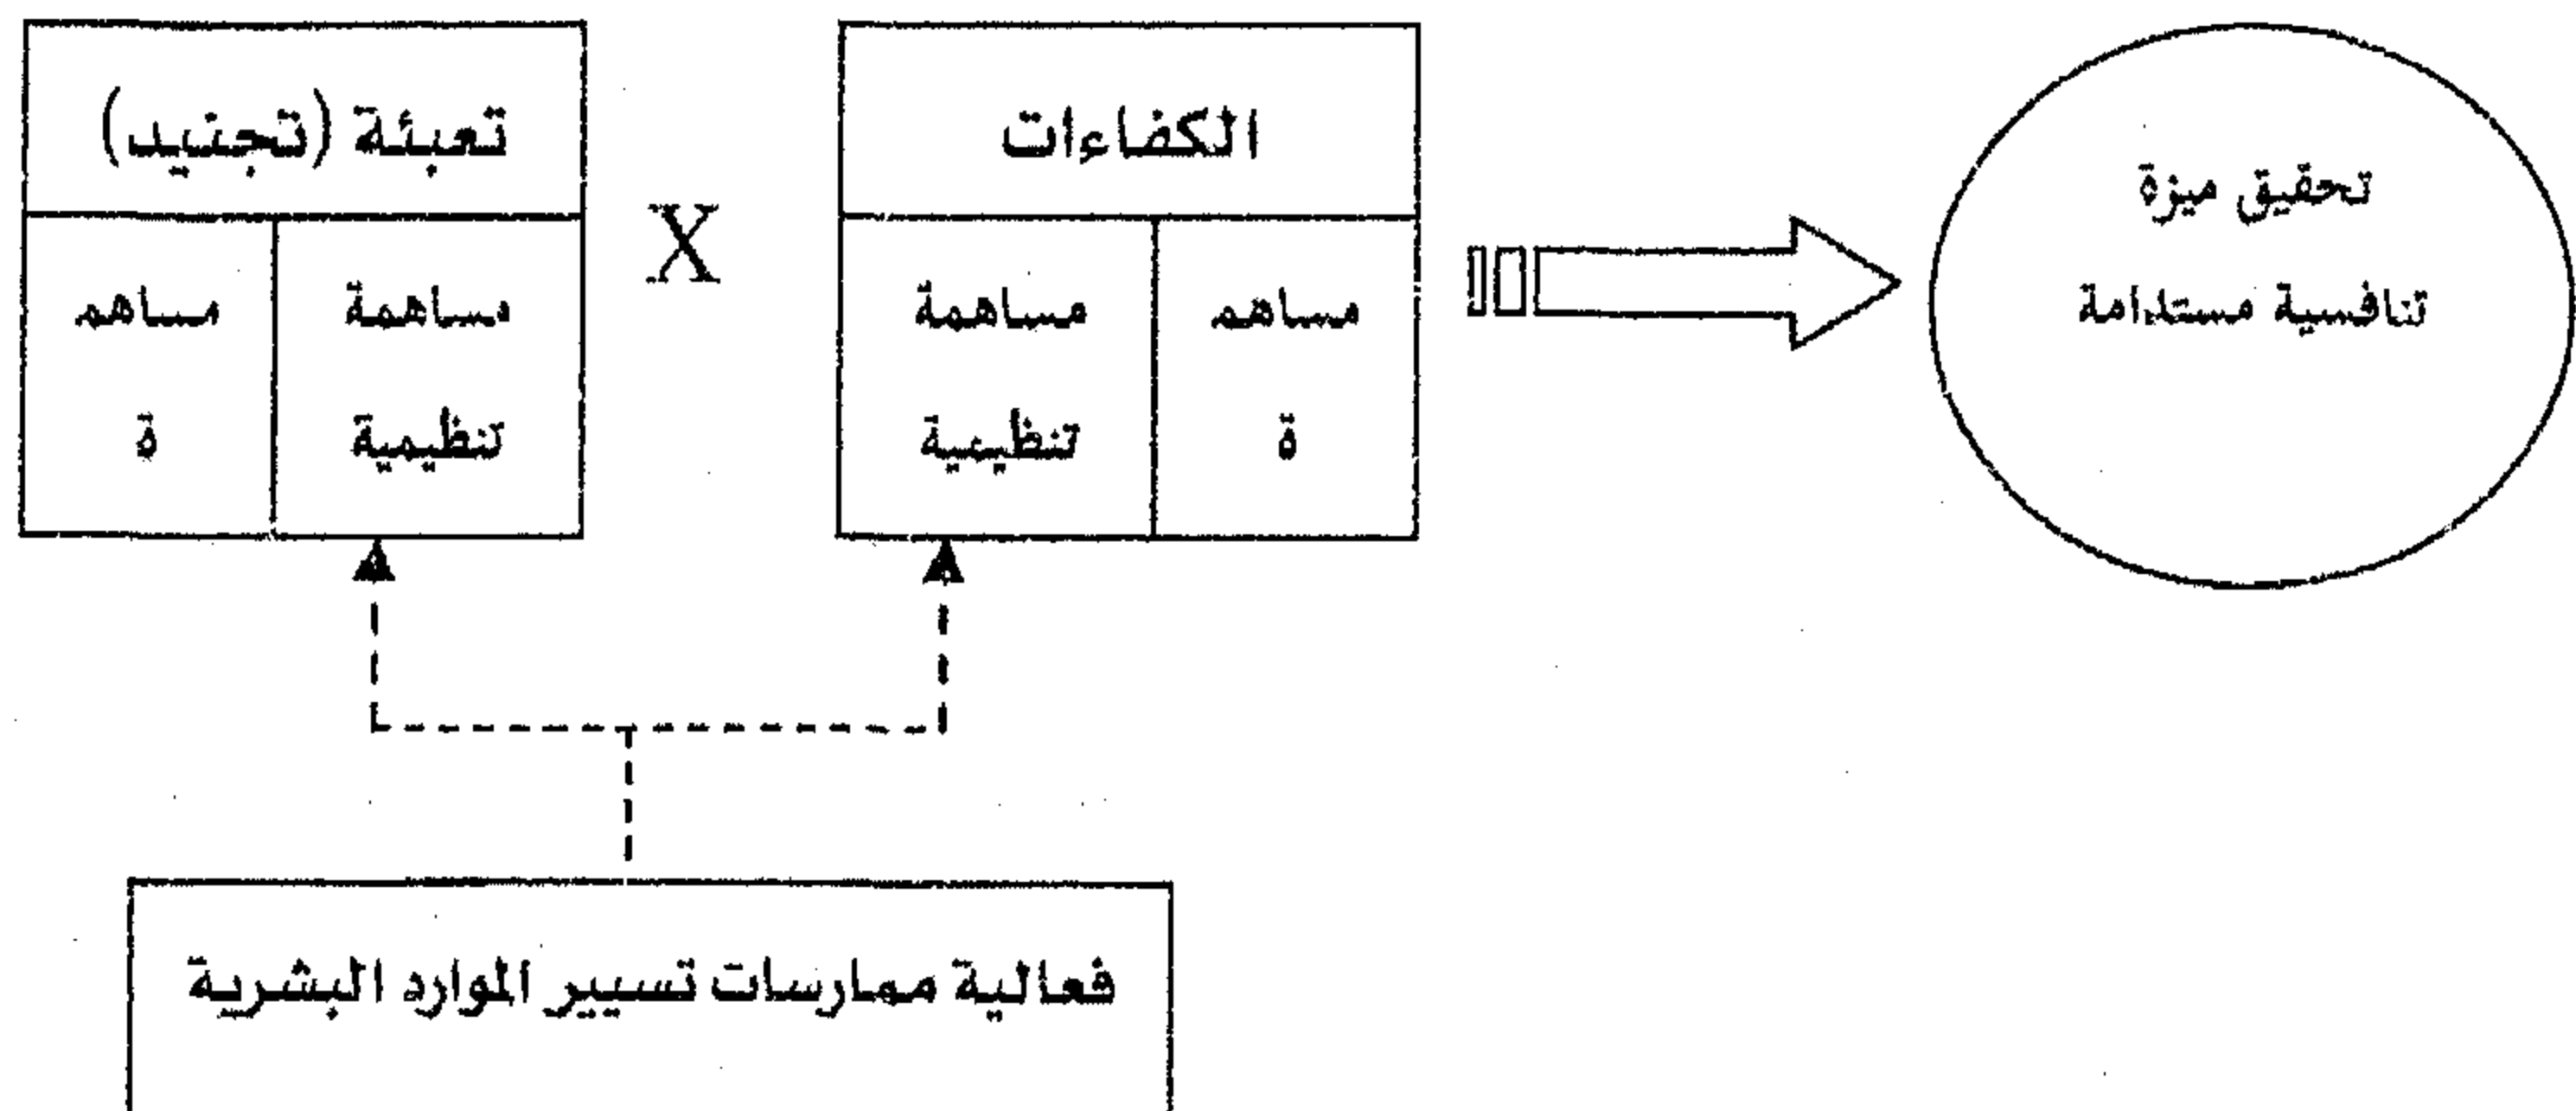 تعبئة (تجنيد)
مساهمة
تنظيمية
مساهم
ة
X
الكفاءات
مساهم
ة
مساهمة
تنظيمية
تحقيق ميزة
تنافسية مستدامة
فعالية ممارسات تسيير الموارد البشرية